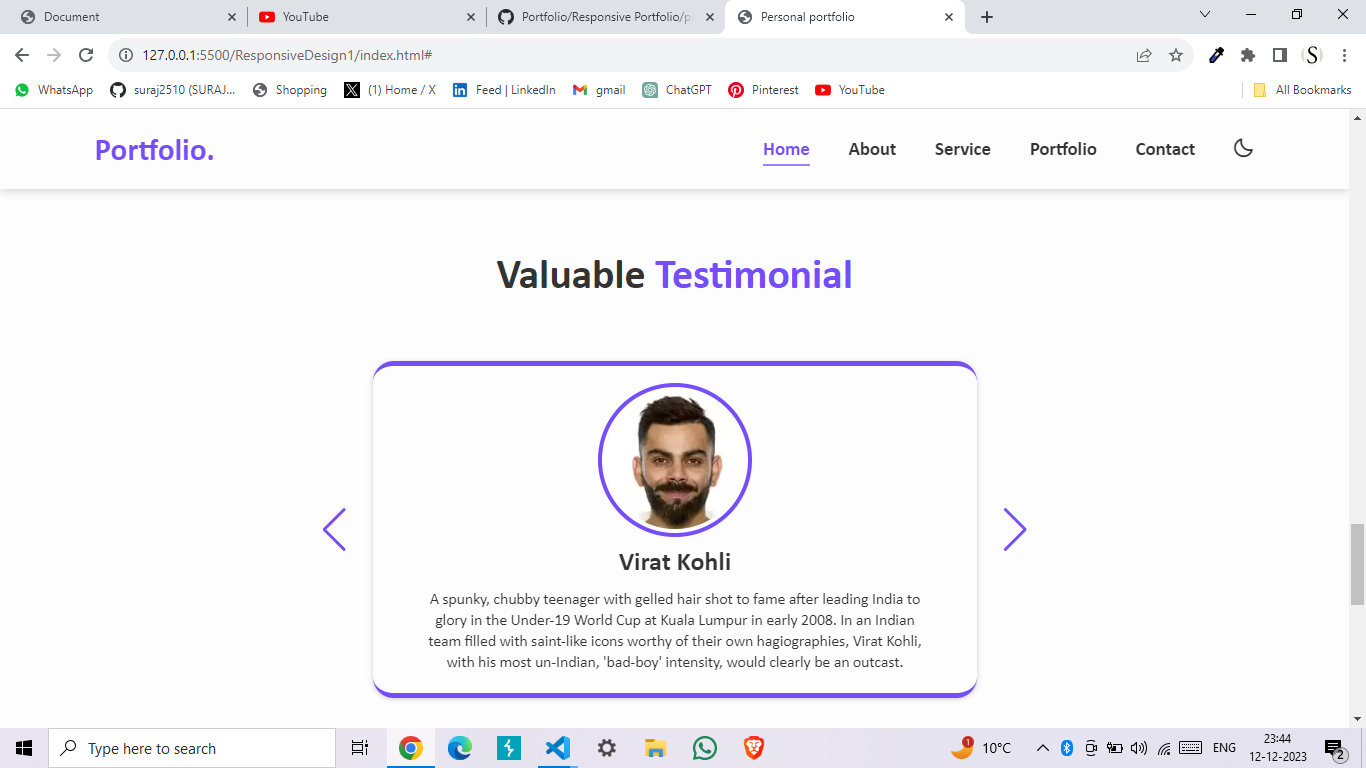 Document
YouTube
Portfolio/Responsive Portfolio/p
Personal portfolio
127.0.0.1:5500/ResponsiveDesign1/index.html#
S
WhatsApp
suraj2510 (SURAJ...
Shopping
(1) Home / X
Feed | LinkedIn
gmail
ChatGPT
Pinterest
YouTube
All Bookmarks
Portfolio.
Home
About
Service
Portfolio
Contact
Valuable Testimonial
Virat Kohli
A spunky, chubby teenager with gelled hair shot to fame after leading India to
glory in the Under-19 World Cup at Kuala Lumpur in early 2008. In an Indian
team filled with saint-like icons worthy of their own hagiographies, Virat Kohli,
with his most un-Indian, 'bad-boy' intensity, would clearly be an outcast.
Type here to search
1
10°C
ENG
23:44
12-12-2023
2